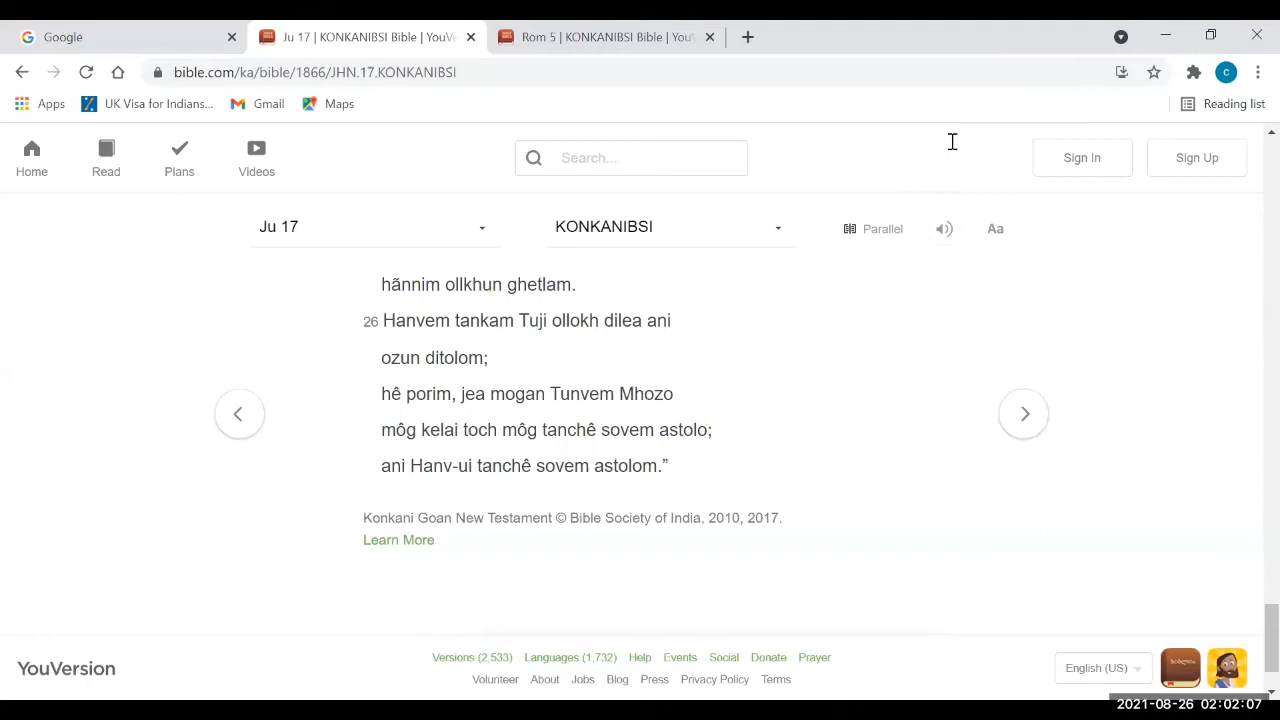 Google
Ju 17 | KONKANIBSI Bible | YouVe
Rom 5 | KONKANIBSI Bible | YouV
bible.com/ka/bible/1866/JHN.17.KONKANIBSI
c
Apps
UK Visa for Indians...
Gmail
Maps
Reading list
Home
Read
Plans
Videos
Search...
Sign In
Sign Up
Ju 17
KONKANIBSI
Parallel
Aa
hãnnim ollkhun ghetlam.
26 Hanvem tankam Tuji ollokh dilea ani
ozun ditolom;
hê porim, jea mogan Tunvem Mhozo
môg kelai toch môg tanchê sovem astolo;
ani Hanv-ui tanchê sovem astolom.”
Konkani Goan New Testament © Bible Society of India, 2010, 2017.
Learn More
YouVersion
Versions (2,533) Languages (1,732) Help Events Social Donate Prayer
Volunteer About Jobs Blog Press Privacy Policy Terms
English (US)
2021-08-26 02:02:07